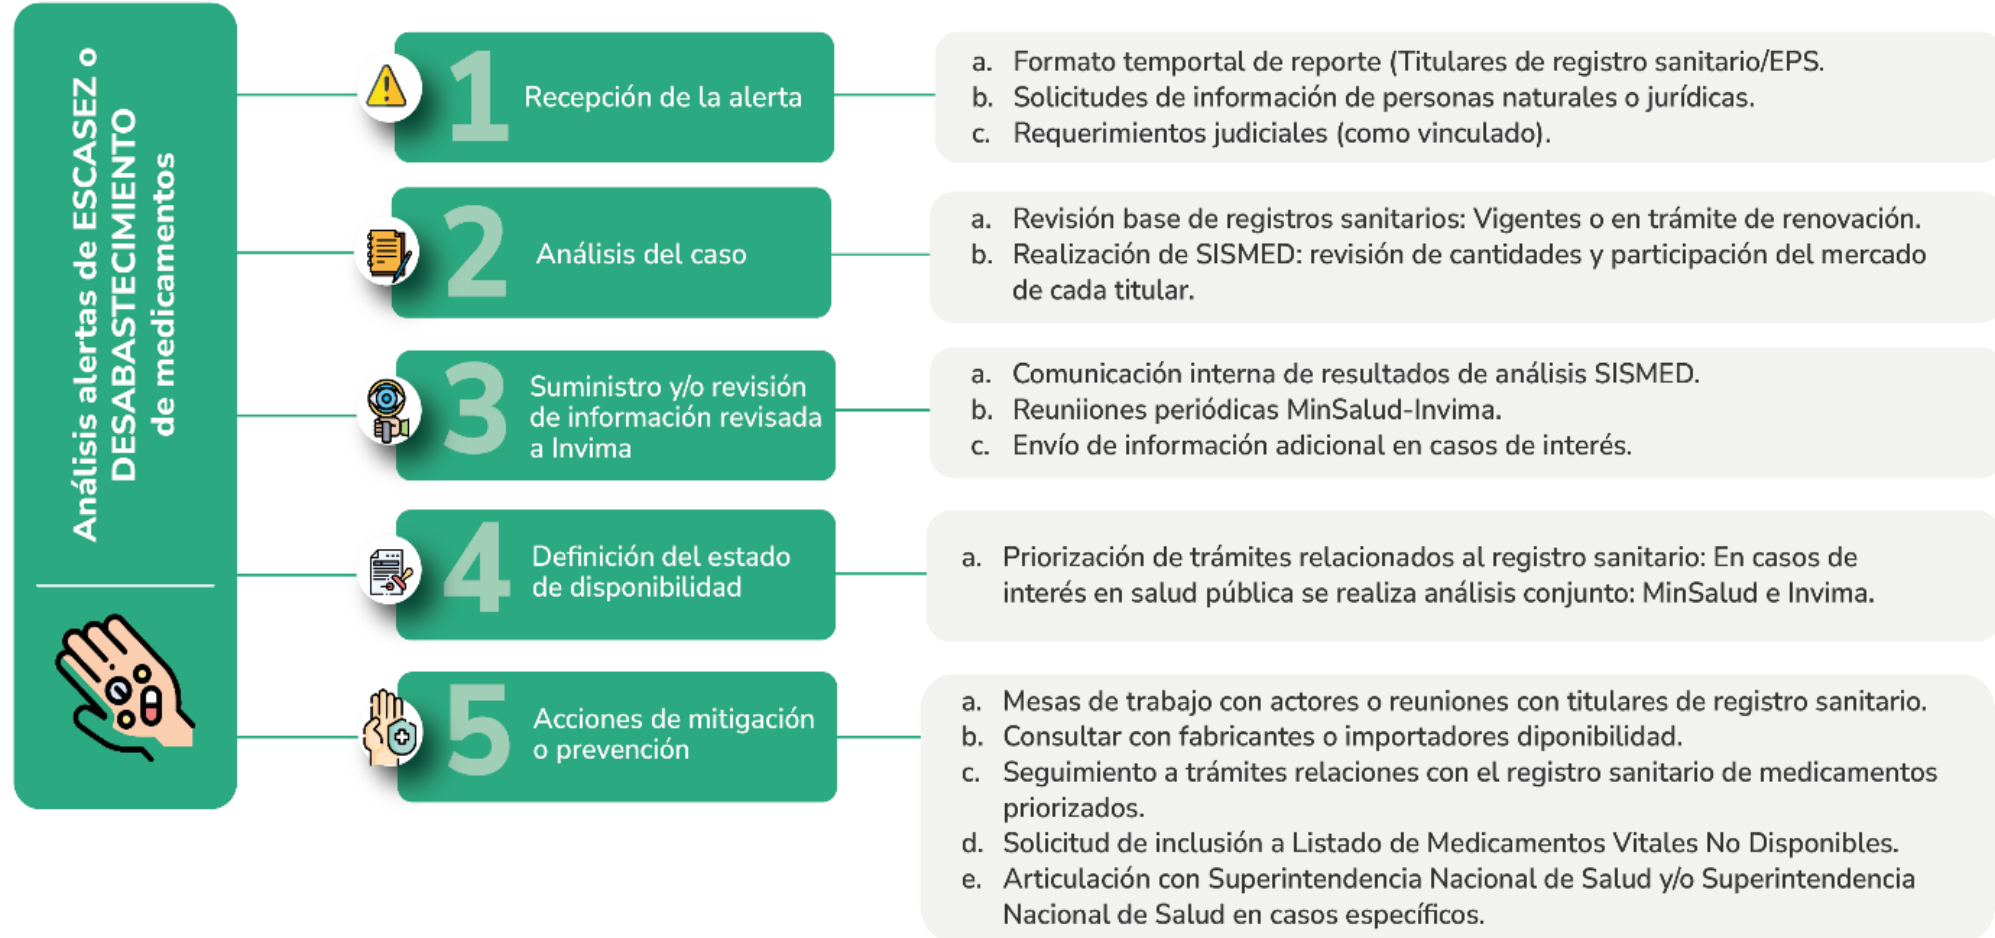 Análisis alertas de ESCASEZ o
DESABASTECIMIENTO
de medicamentos
1
Recepción de la alerta
a. Formato temportal de reporte (Titulares de registro sanitario/EPS.
b. Solicitudes de información de personas naturales o jurídicas.
c. Requerimientos judiciales (como vinculado).
2
Análisis del caso
a. Revisión base de registros sanitarios: Vigentes o en trámite de renovación.
b. Realización de SISMED: revisión de cantidades y participación del mercado
de cada titular.
3
Suministro y/o revisión
de información revisada
a Invima
a. Comunicación interna de resultados de análisis SISMED.
b. Reuniiones periódicas MinSalud-Invima.
c. Envío de información adicional en casos de interés.
4
Definición del estado
de disponibilidad
a. Priorización de trámites relacionados al registro sanitario: En casos de
interés en salud pública se realiza análisis conjunto: MinSalud e Invima.
5
Acciones de mitigación
o prevención
a. Mesas de trabajo con actores o reuniones con titulares de registro sanitario.
b. Consultar con fabricantes o importadores diponibilidad.
c. Seguimiento a trámites relaciones con el registro sanitario de medicamentos
priorizados.
d. Solicitud de inclusión a Listado de Medicamentos Vitales No Disponibles.
e. Articulación con Superintendencia Nacional de Salud y/o Superintendencia
Nacional de Salud en casos específicos.